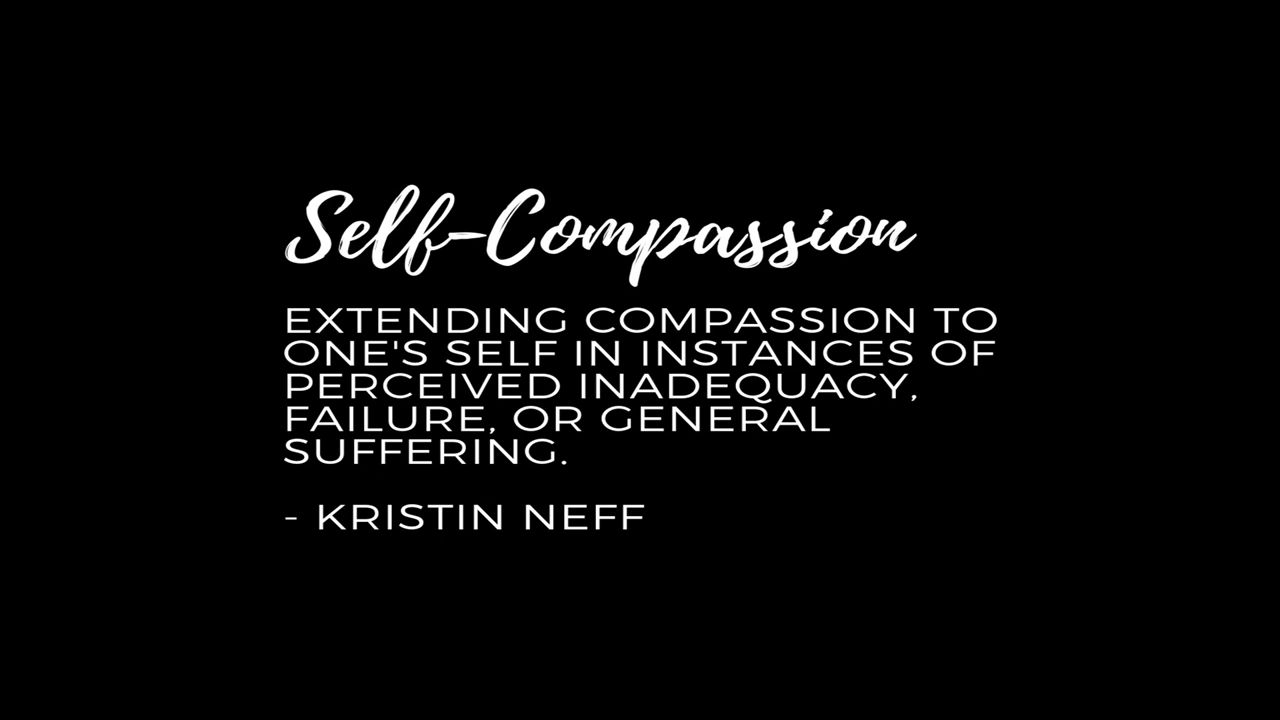 Self-Compassion
EXTENDING COMPASSION TO
ONE'S SELF IN INSTANCES OF
PERCEIVED INADEQUACY,
FAILURE, OR GENERAL
SUFFERING.
- KRISTIN NEFF